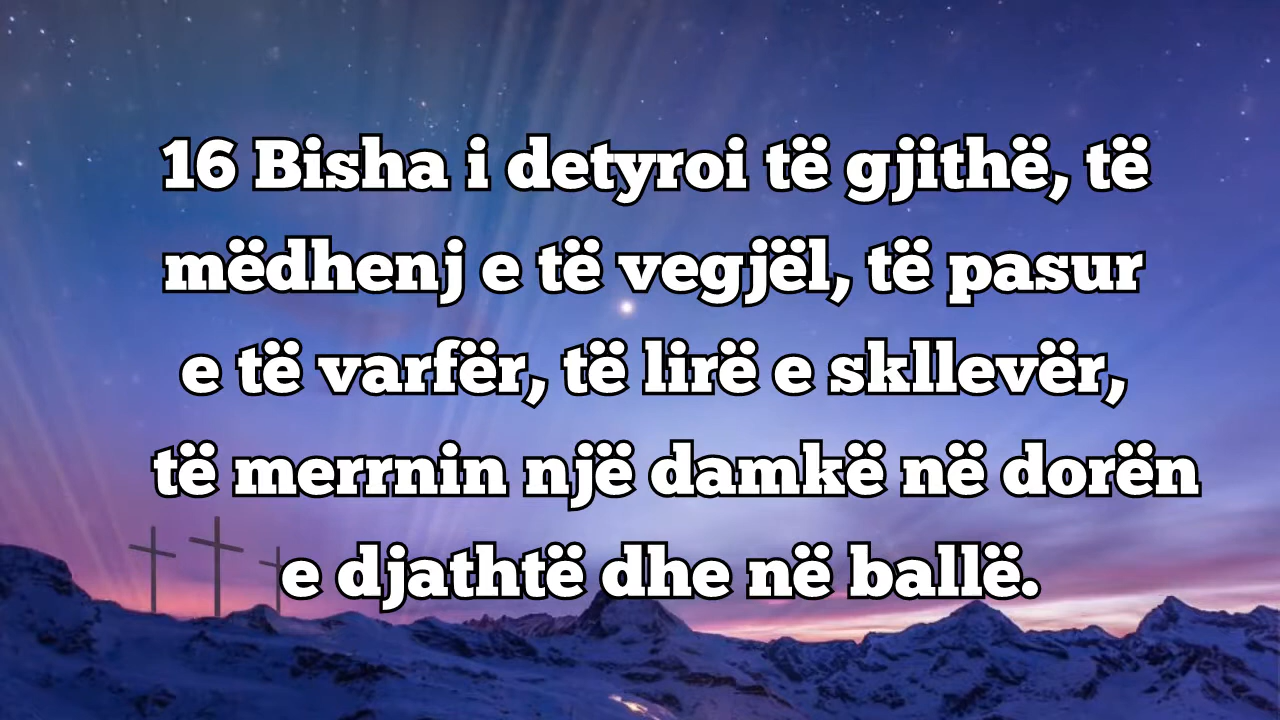 16 Bisha i detyroi të gjithë, të
mëdhenj e të vegjël, të pasur
e të varfër, të lirë e skllevër,
të merrnin një damkë në dorën
e djathtë dhe në ballë.